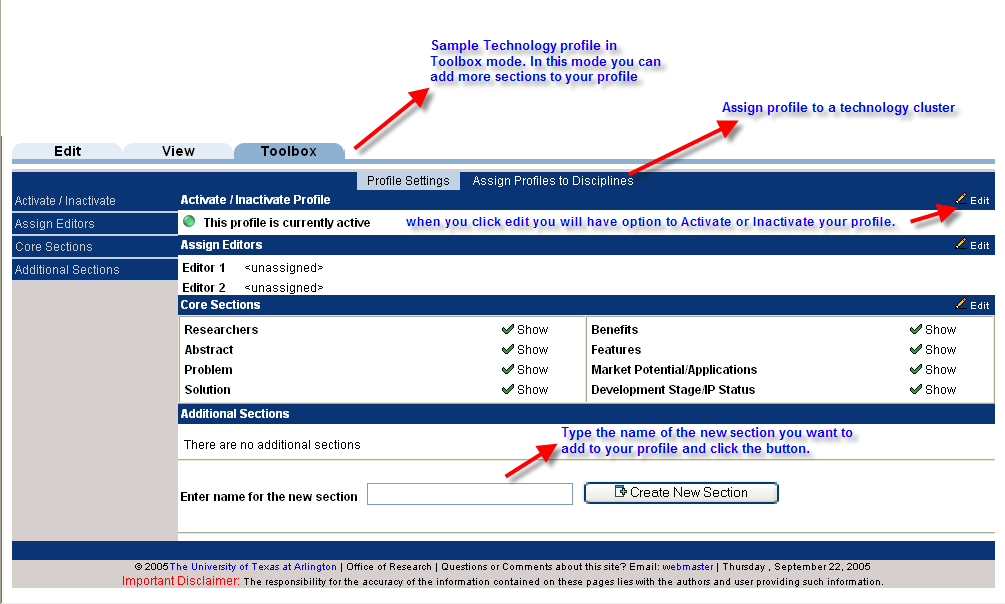 Sample Technology profile in
Toolbox mode. In this mode you can
add more sections to your profile
Assign profile to a technology cluster
Edit View Toolbox
Profile Settings Assign Profiles to Disciplines
Activate / Inactivate
Assign Editors
Core Sections
Additional Sections
Activate / Inactivate Profile Edit
This profile is currently active when you click edit you will have option to Activate or Inactivate your profile.
Assign Editors Edit
Editor 1 <unassigned>
Editor 2 <unassigned>
Core Sections Edit
Researchers Show Benefits Show
Abstract Show Features Show
Problem Show Market Potential/Applications Show
Solution Show Development Stage/IP Status Show
Additional Sections
There are no additional sections
Type the name of the new section you want to
add to your profile and click the button.
Enter name for the new section Create New Section
© 2005 The University of Texas at Arlington | Office of Research | Questions or Comments about this site? Email: webmaster | Thursday , September 22, 2005
Important Disclaimer: The responsibility for the accuracy of the information contained on these pages lies with the authors and user providing such information.